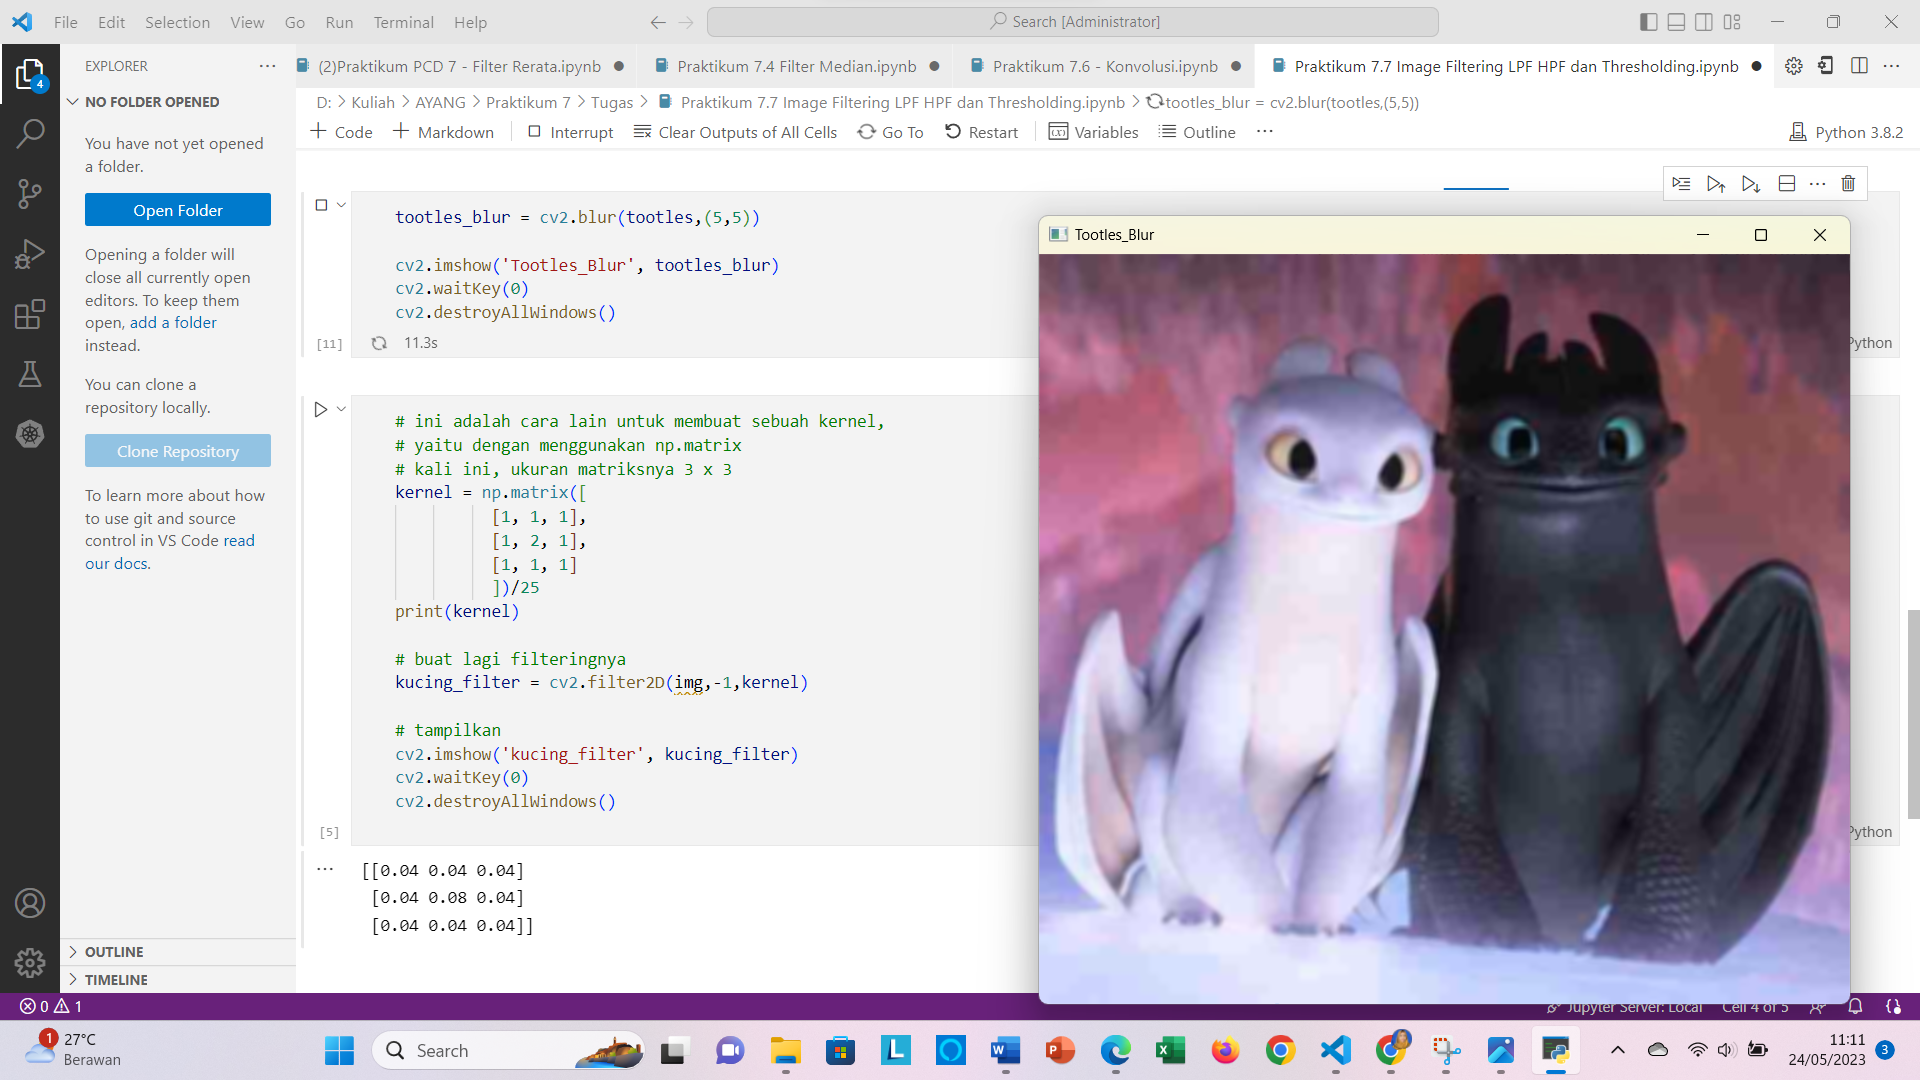 File Edit Selection View Go Run Terminal Help
Search [Administrator]
EXPLORER
(2)Praktikum PCD 7 - Filter Rerata.ipynb
Praktikum 7.4 Filter Median.ipynb
Praktikum 7.6 - Konvolusi.ipynb
Praktikum 7.7 Image Filtering LPF HPF dan Thresholding.ipynb
4
NO FOLDER OPENED
D: > Kuliah > AYANG > Praktikum 7 > Tugas > Praktikum 7.7 Image Filtering LPF HPF dan Thresholding.ipynb > tootles_blur = cv2.blur(tootles,(5,5))
+ Code + Markdown Interrupt Clear Outputs of All Cells Go To Restart Variables Outline ... Python 3.8.2
You have not yet opened
a folder.
Open Folder
Opening a folder will
close all currently open
editors. To keep them
open, add a folder
instead.
You can clone a
repository locally.
Clone Repository
To learn more about how
to use git and source
control in VS Code read
our docs.
OUTLINE
TIMELINE
tootles_blur = cv2.blur(tootles,(5,5))
cv2.imshow('Tootles_Blur', tootles_blur)
cv2.waitKey(0)
cv2.destroyAllWindows()
[11] 11.3s
Python
# ini adalah cara lain untuk membuat sebuah kernel,
# yaitu dengan menggunakan np.matrix
# kali ini, ukuran matriksnya 3 x 3
kernel = np.matrix([
[1, 1, 1],
[1, 2, 1],
[1, 1, 1]
])/25
print(kernel)
# buat lagi filteringnya
kucing_filter = cv2.filter2D(img,-1,kernel)
# tampilkan
cv2.imshow('kucing_filter', kucing_filter)
cv2.waitKey(0)
cv2.destroyAllWindows()
[5]
Python
[[0.04 0.04 0.04]
[0.04 0.08 0.04]
[0.04 0.04 0.04]]
Tootles_Blur
0 1
Jupyter Server: Local Cell 4 of 5
1
27°C
Berawan
Search
11:11
24/05/2023
3